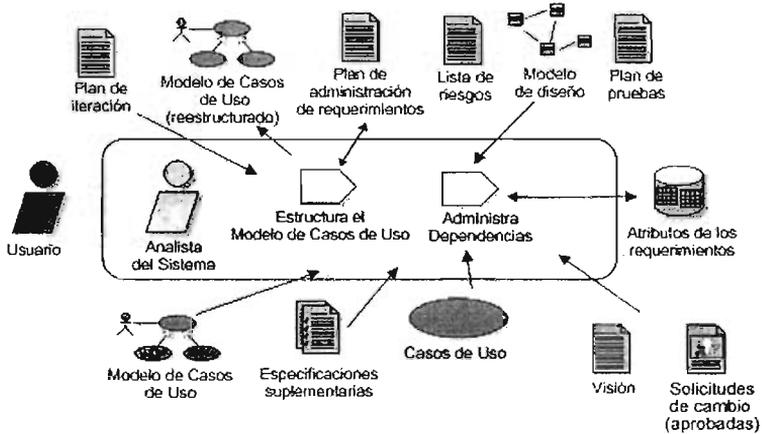 Plan de
iteración
Modelo de Casos
de Uso
(reestructurado)
Plan de
administración
de requerimientos
Lista de
riesgos
Modelo
de diseño
Plan de
pruebas
Usuario
Analista
del Sistema
Estructura el
Modelo de Casos de Uso
Administra
Dependencias
Atributos de los
requerimientos
Modelo de Casos
de Uso
Especificaciones
suplementarias
Casos de Uso
Visión
Solicitudes
de cambio
(aprobadas)